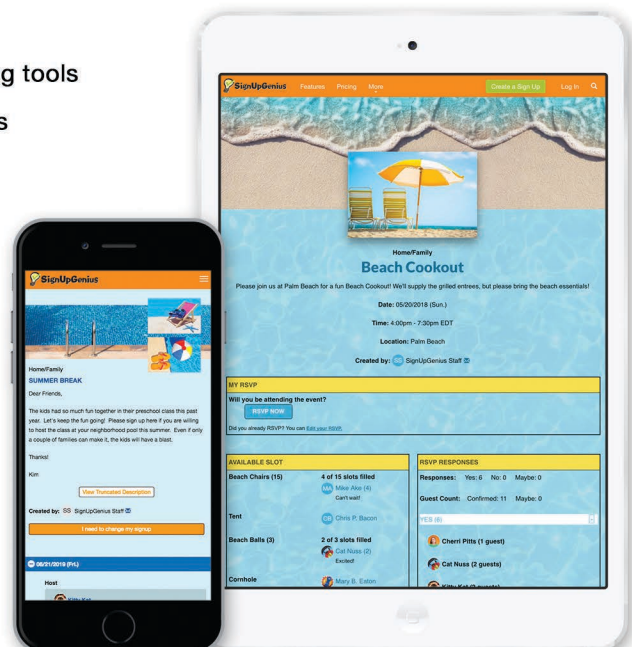 g tools
s
SignUpGenius
Features Pricing More Create a Sign Up Log In
Home/Family
Beach Cookout
Please join us at Palm Beach for a fun Beach Cookout! We'll supply the grilled entrees, but please bring the beach essentials!
Date: 05/20/2018 (Sun.)
Time: 4:00pm - 7:30pm EDT
Location: Palm Beach
Created by: SS SignUpGenius Staff
MY RSVP
Will you be attending the event?
RSVP NOW
Did you already RSVP? You can Edit your RSVP.
AVAILABLE SLOT
Beach Chairs (15) 4 of 15 slots filled
MA Mike Ake (4)
Can't wait!
Tent CB Chris P. Bacon
Beach Balls (3) 2 of 3 slots filled
Cat Nuss (2)
Excited!
Cornhole Mary B. Eaton
RSVP RESPONSES
Responses: Yes: 6 No: 0 Maybe: 0
Guest Count: Confirmed: 11 Maybe: 0
YES (6)
Cherri Pitts (1 guest)
Cat Nuss (2 guests)
Kitty Kat (2 guests)
SignUpGenius
Home/Family
SUMMER BREAK
Dear Friends,
The kids had so much fun together in their preschool class this past
year. Let's keep the fun going! Please sign up here if you are willing
to host the class at your neighborhood pool this summer. Even if only
a couple of families can make it, the kids will have a blast.
Thanks!
Kim
View Truncated Description
Created by: SS SignUpGenius Staff
I need to change my signup
06/21/2019 (Fri.)
Host
Kitty Kat